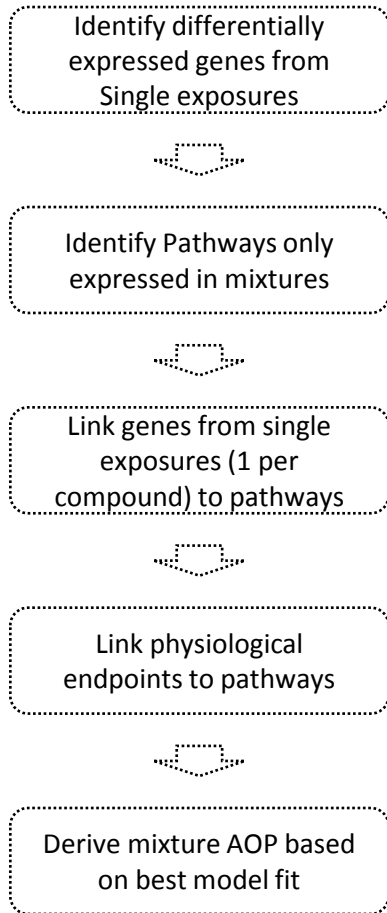 Identify differentially
expressed genes from
Single exposures
Identify Pathways only
expressed in mixtures
Link genes from single
exposures (1 per
compound) to pathways
Link physiological
endpoints to pathways
Derive mixture AOP based
on best model fit